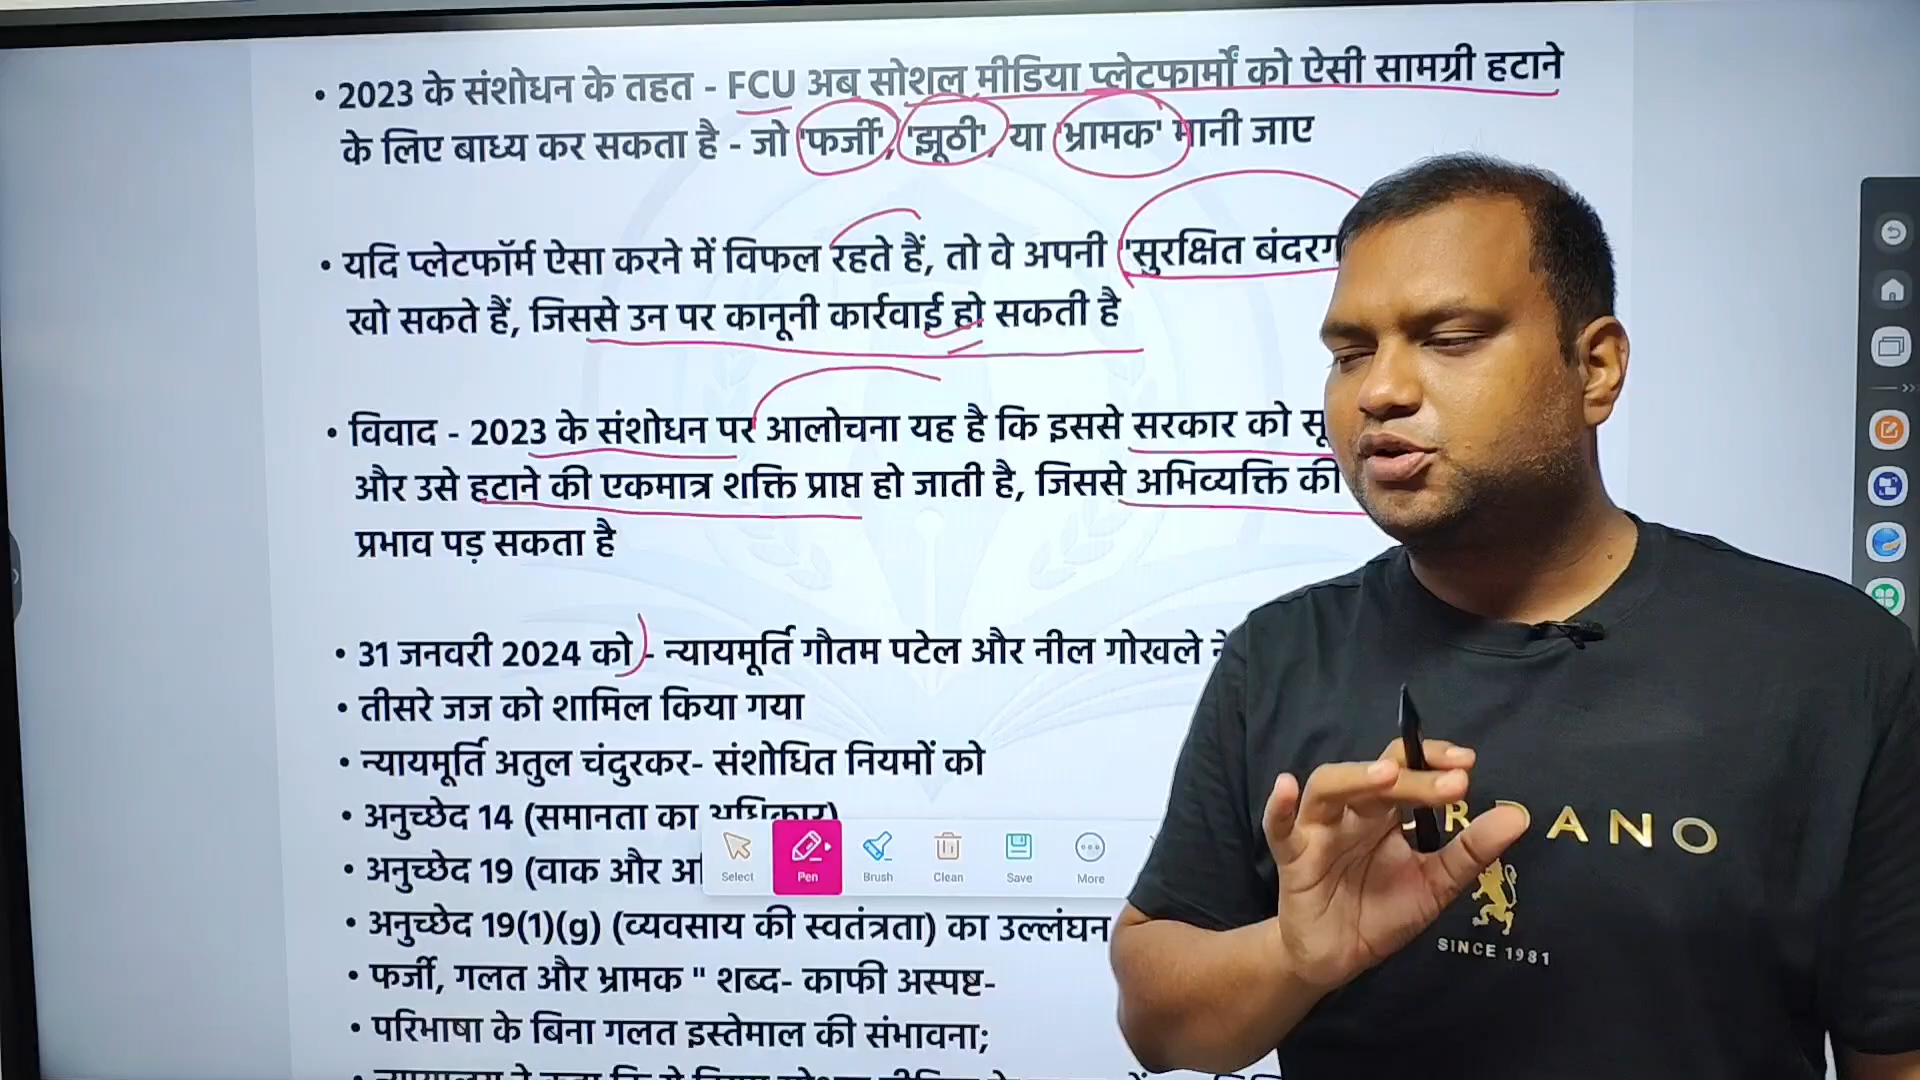 • 2023 के संशोधन के तहत - FCU अब सोशल मीडिया प्लेटफार्मों को ऐसी सामग्री हटाने
के लिए बाध्य कर सकता है - जो 'फर्जी', 'झूठी', या 'भ्रामक' मानी जाए
• यदि प्लेटफॉर्म ऐसा करने में विफल रहते हैं, तो वे अपनी 'सुरक्षित
खो सकते हैं, जिससे उन पर कानूनी कार्रवाई हो सकती है
• विवाद - 2023 के संशोधन पर आलोचना यह है कि इससे सरकार को
और उसे हटाने की एकमात्र शक्ति प्राप्त हो जाती है, जिससे अभिव्यक्ति की
प्रभाव पड़ सकता है
• 31 जनवरी 2024 को - न्यायमूर्ति गौतम पटेल और नील गोखले
• तीसरे जज को शामिल किया गया
• न्यायमूर्ति अतुल चंदुरकर- संशोधित नियमों को
• अनुच्छेद 14 (समानता का अधिकार)
• अनुच्छेद 19 (वाक और
Select Pen Brush Clean Save More
• अनुच्छेद 19(1)(g) (व्यवसाय की स्वतंत्रता) का उल्लंघन
• फर्जी, गलत और भ्रामक " शब्द- काफी अस्पष्ट-
• परिभाषा के बिना गलत इस्तेमाल की संभावना;
SINCE 1981